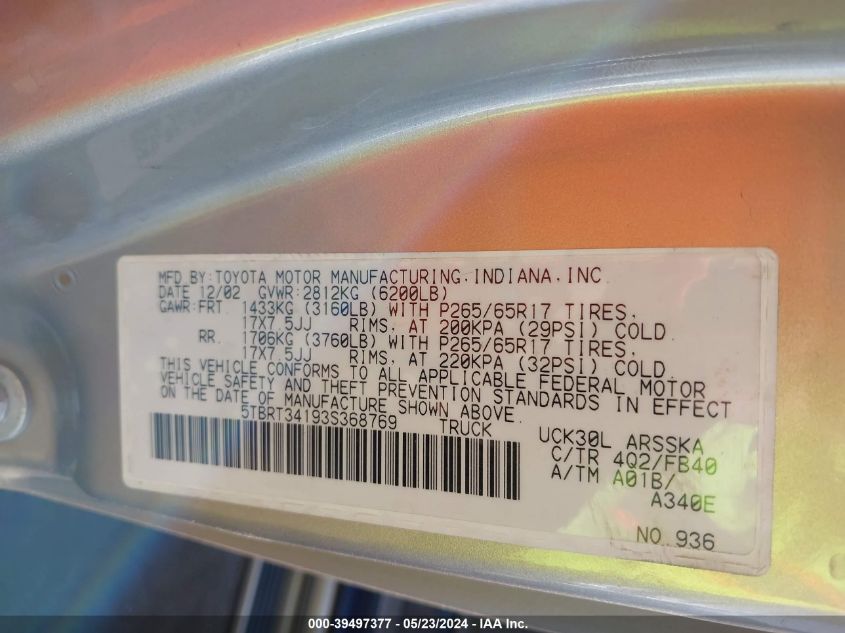 MFD BY:TOYOTA MOTOR MANUFACTURING.INDIANA.INC
DATE 12/02 GVWR:2812KG (6200LB)
GAWR:FRT. 1433KG (3160LB) WITH P265/65R17 TIRES.
17X7.5JJ RIMS. AT 200KPA (29PSI) COLD.
RR. 1706KG (3760LB) WITH P265/65R17 TIRES.
17X7.5JJ RIMS. AT 220KPA (32PSI) COLD.
THIS VEHICLE CONFORMS TO ALL APPLICABLE FEDERAL MOTOR
VEHICLE SAFETY AND THEFT PREVENTION STANDARDS IN EFFECT
ON THE DATE OF MANUFACTURE SHOWN ABOVE.
5TBRT34193S368769 TRUCK
UCK30L ARSSKA
C/TR 4Q2/FB40
A/TM A01B/
A340E
NO.936
000-39497377 - 05/23/2024 - IAA Inc.